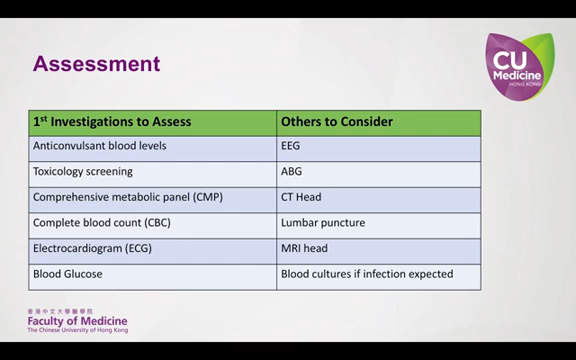 Assessment
CU
Medicine
HONG KONG
1st Investigations to Assess
Others to Consider
Anticonvulsant blood levels
EEG
Toxicology screening
ABG
Comprehensive metabolic panel (CMP)
CT Head
Complete blood count (CBC)
Lumbar puncture
Electrocardiogram (ECG)
MRI head
Blood Glucose
Blood cultures if infection expected
香港中文大學醫學院
Faculty of Medicine
The Chinese University of Hong Kong